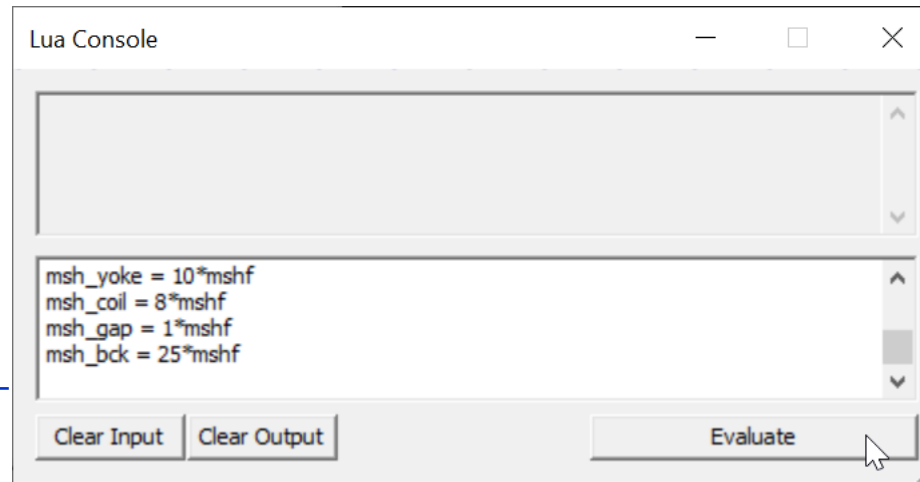 Lua Console
msh_yoke = 10*mshf
msh_coil = 8*mshf
msh_gap = 1*mshf
msh_bck = 25*mshf
Clear Input Clear Output Evaluate